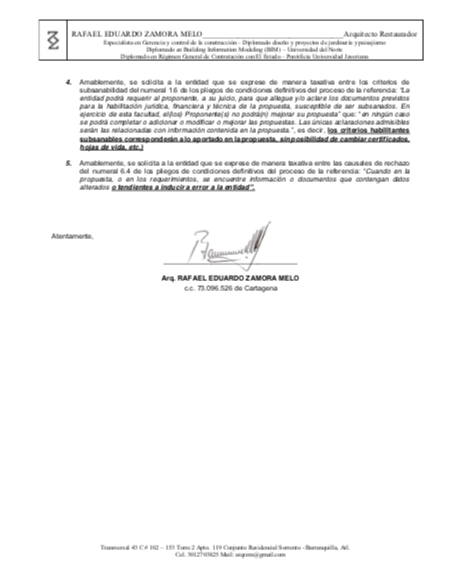 RAFAEL EDUARDO ZAMORA MELO Arquitecto Restaurador
Especialista en Gerencia y control de la construcción – Diplomado diseño y proyectos de jardinería y paisajismo
Diplomado en Building Information Modeling (BIM) – Universidad del Norte
Diplomado en Régimen General de Contratación con El Estado - Pontificia Universidad Javeriana
4. Amablemente, se solicita a la entidad que se exprese de manera taxativa entre los criterios de
subsanabilidad del numeral 1.6 de los pliegos de condiciones definitivos del proceso de la referencia: "La
entidad podrá requerir al proponente, a su juicio, para que allegue y/o aclare los documentos previstos
para la habilitación jurídica, financiera y técnica de la propuesta, susceptible de ser subsanados. En
ejercicio de esta facultad, el(los) Proponente(s) no podrá(n) mejorar su propuesta" que: "en ningún caso
se podrá completar o adicionar o modificar o mejorar las propuestas. Las únicas aclaraciones admisibles
serán las relacionadas con información contenida en la propuesta.", es decir, los criterios habilitantes
subsanables corresponderán a lo aportado en la propuesta, sin posibilidad de cambiar certificados,
hojas de vida, etc.)
5. Amablemente, se solicita a la entidad que se exprese de manera taxativa entre las causales de rechazo
del numeral 6.4 de los pliegos de condiciones definitivos del proceso de la referencia: "Cuando en la
propuesta, o en los requerimientos, se encuentre información o documentos que contengan datos
alterados o tendientes a inducir a error a la entidad".
Atentamente,
Arq. RAFAEL EDUARDO ZAMORA MELO
c.c. 73.096.526 de Cartagena
Transversal 43 C # 102 – 153 Torre 2 Apto. 119 Conjunto Residencial Sorrento - Barranquilla, Atl.
Cel. Mail: